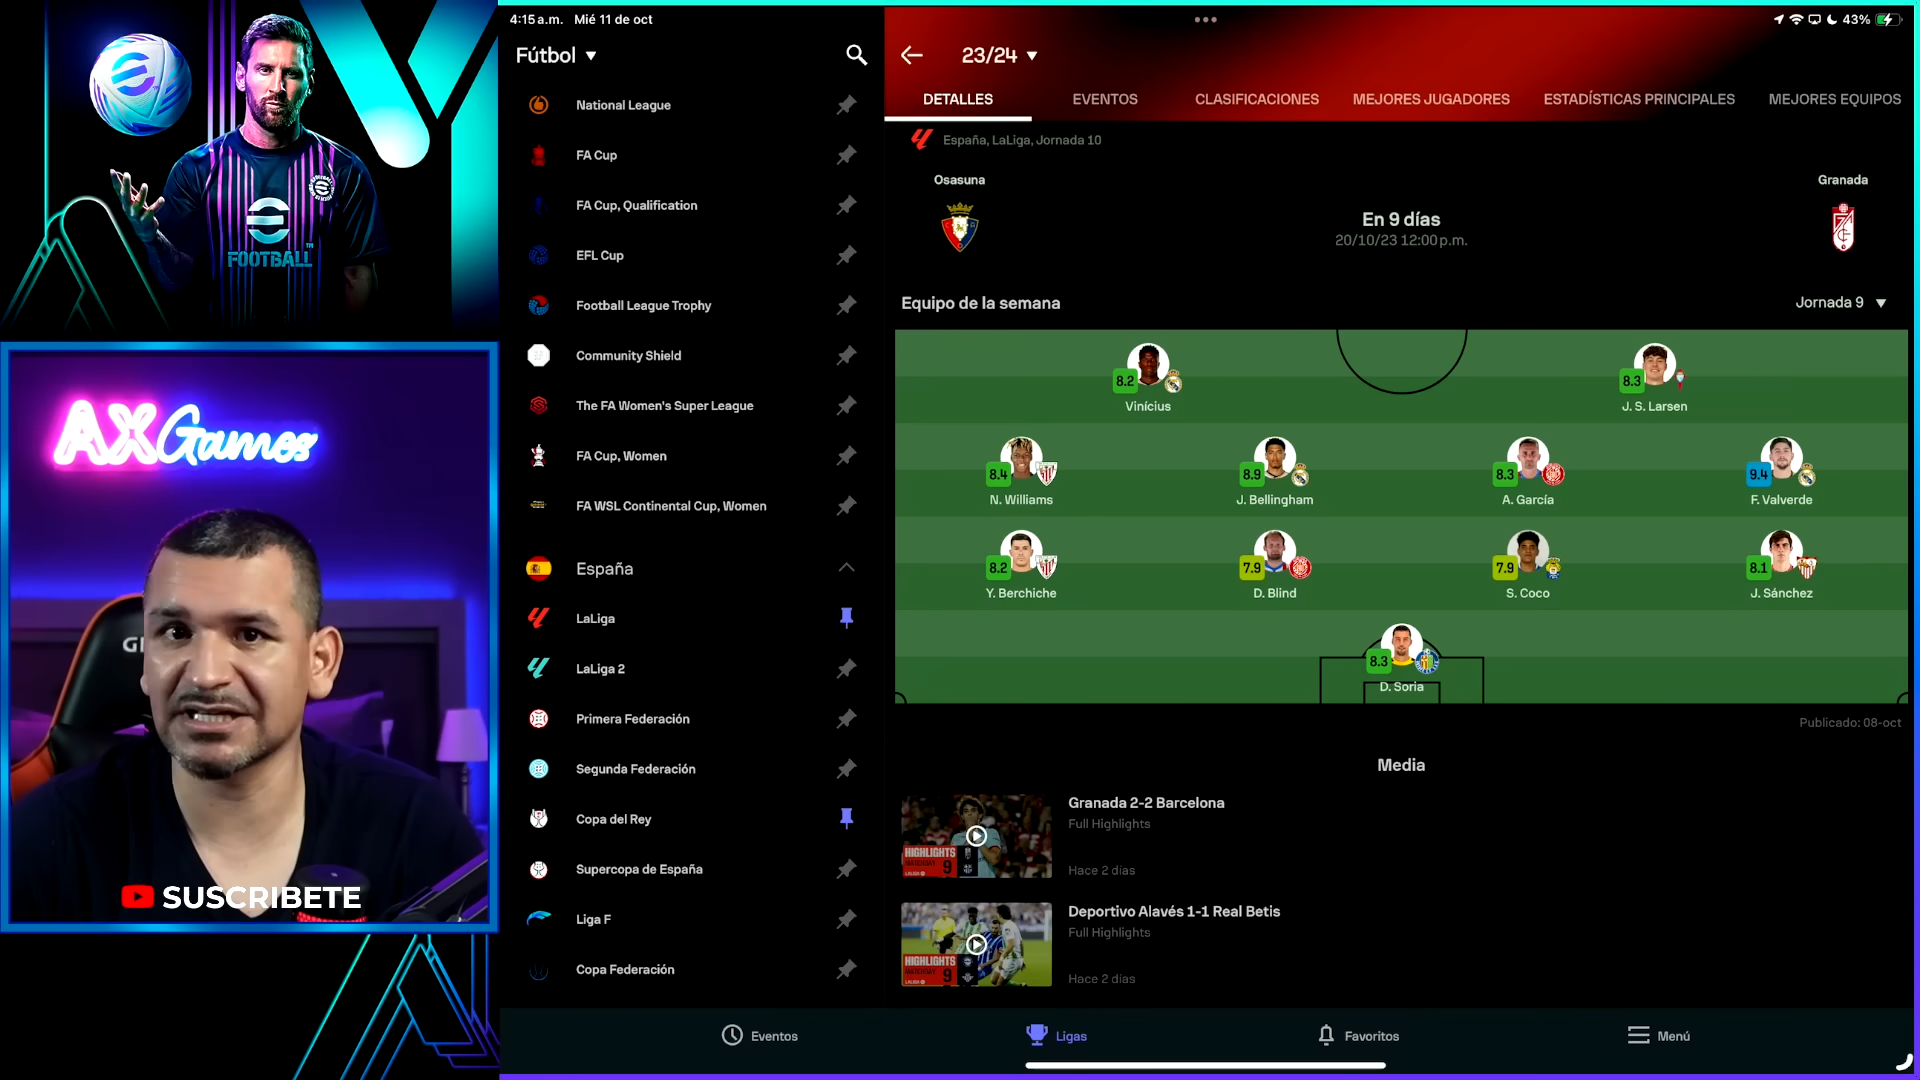 4:15 a.m. Mié 11 de oct
43%
Fútbol
National League
FA Cup
FA Cup, Qualification
EFL Cup
Football League Trophy
Community Shield
The FA Women's Super League
FA Cup, Women
FA WSL Continental Cup, Women
España
LaLiga
LaLiga 2
Primera Federación
Segunda Federación
Copa del Rey
Supercopa de España
Liga F
Copa Federación
23/24
DETALLES
EVENTOS
CLASIFICACIONES
MEJORES JUGADORES
ESTADÍSTICAS PRINCIPALES
MEJORES EQUIPOS
España, LaLiga, Jornada 10
Osasuna
Granada
En 9 días
20/10/23 12:00 p.m.
Equipo de la semana
Jornada 9
8.2
Vinícius
8.3
J. S. Larsen
8.4
N. Williams
8.9
J. Bellingham
8.3
A. García
9.4
F. Valverde
8.2
Y. Berchiche
7.9
D. Blind
7.9
S. Coco
8.1
J. Sánchez
8.3
D. Soria
Publicado: 08-oct
Media
Granada 2-2 Barcelona
Full Highlights
Hace 2 días
HIGHLIGHTS
MATCHDAY
9
Deportivo Alavés 1-1 Real Betis
Full Highlights
Hace 2 días
HIGHLIGHTS
MATCHDAY
9
Eventos
Ligas
Favoritos
Menú
FOOTBALL™
AXGames
SUSCRIBETE